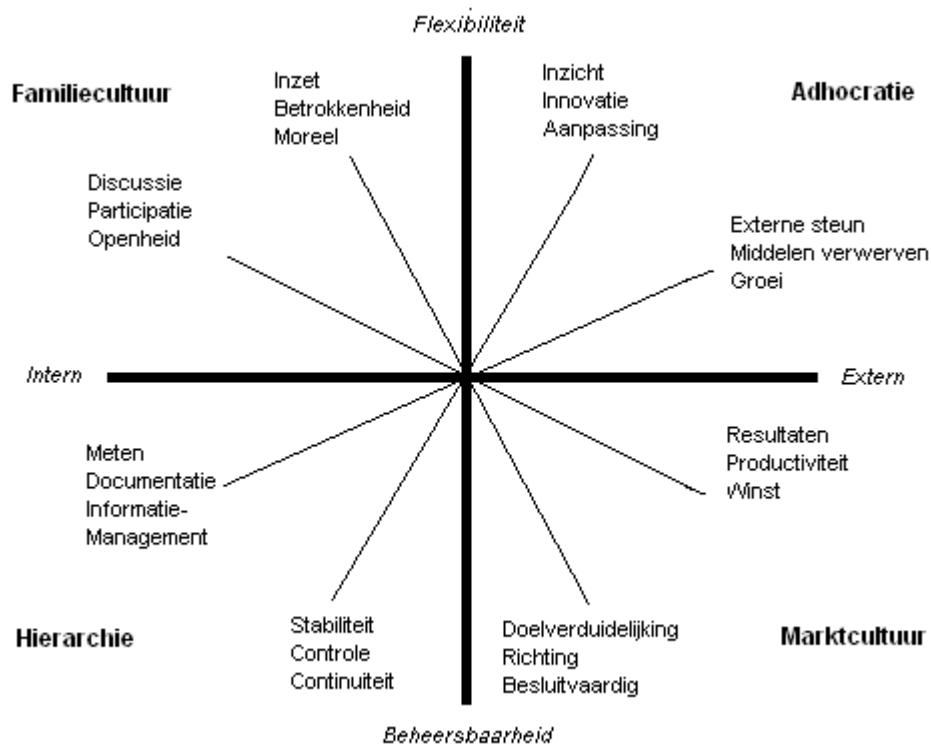 Flexibiliteit
Familiecultuur
Inzet
Betrokkenheid
Moreel
Inzicht
Innovatie
Aanpassing
Adhocratie
Discussie
Participatie
Openheid
Externe steun
Middelen verwerven
Groei
Intern
Extern
Meten
Documentatie
Informatie-
Management
Resultaten
Productiviteit
Winst
Hierarchie
Stabiliteit
Controle
Continuiteit
Doelverduidelijking
Richting
Besluitvaardig
Marktcultuur
Beheersbaarheid